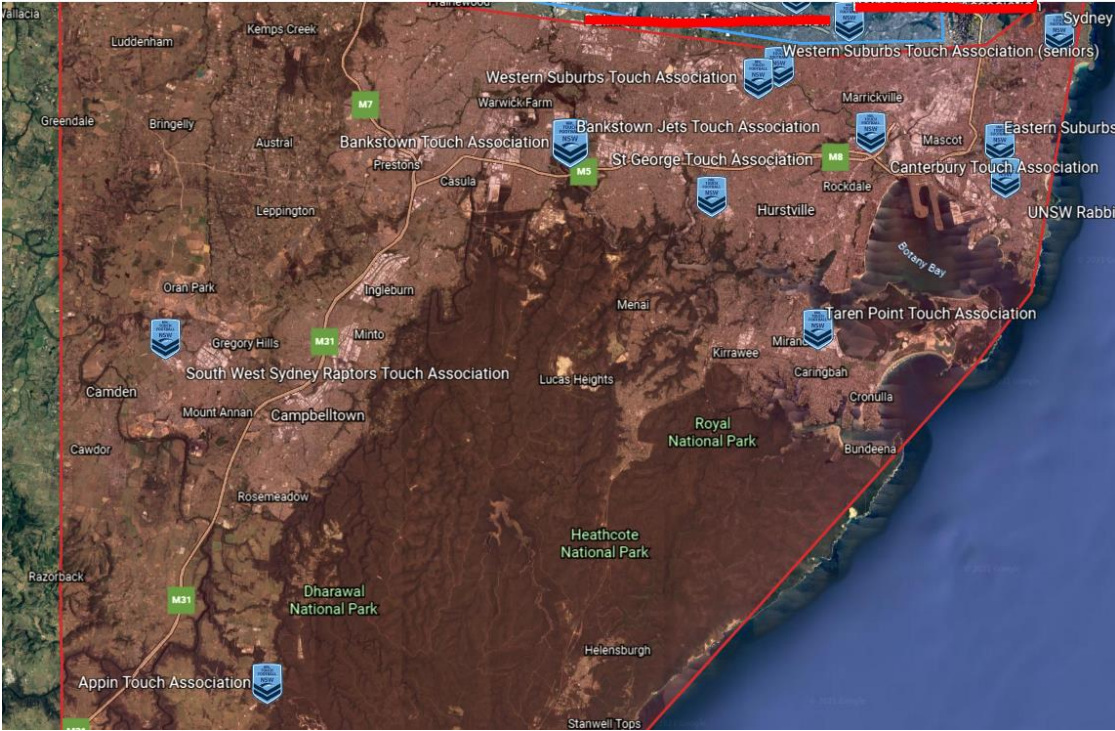 Wallacia
Kemps Creek
Luddenham
Sydney
Western Suburbs Touch Association (seniors)
Western Suburbs Touch Association
M7
Warwick Farm
Marrickville
Greendale
Bringelly
Austral
Bankstown Touch Association
Bankstown Jets Touch Association
Eastern Suburbs
Mascot
Prestons
St George Touch Association
M8
M5
Canterbury Touch Association
Casula
Rockdale
Leppington
Hurstville
UNSW Rabbi
Botany Bay
Oran Park
Ingleburn
Menai
Taren Point Touch Association
M31
Minto
Gregory Hills
Miranda
Kirrawee
South West Sydney Raptors Touch Association
Lucas Heights
Caringbah
Camden
Mount Annan
Campbelltown
Cronulla
Royal
National Park
Cawdor
Bundeena
Rosemeadow
Heathcote
National Park
Razorback
M31
Dharawal
National Park
Helensburgh
Appin Touch Association
Stanwell Tops